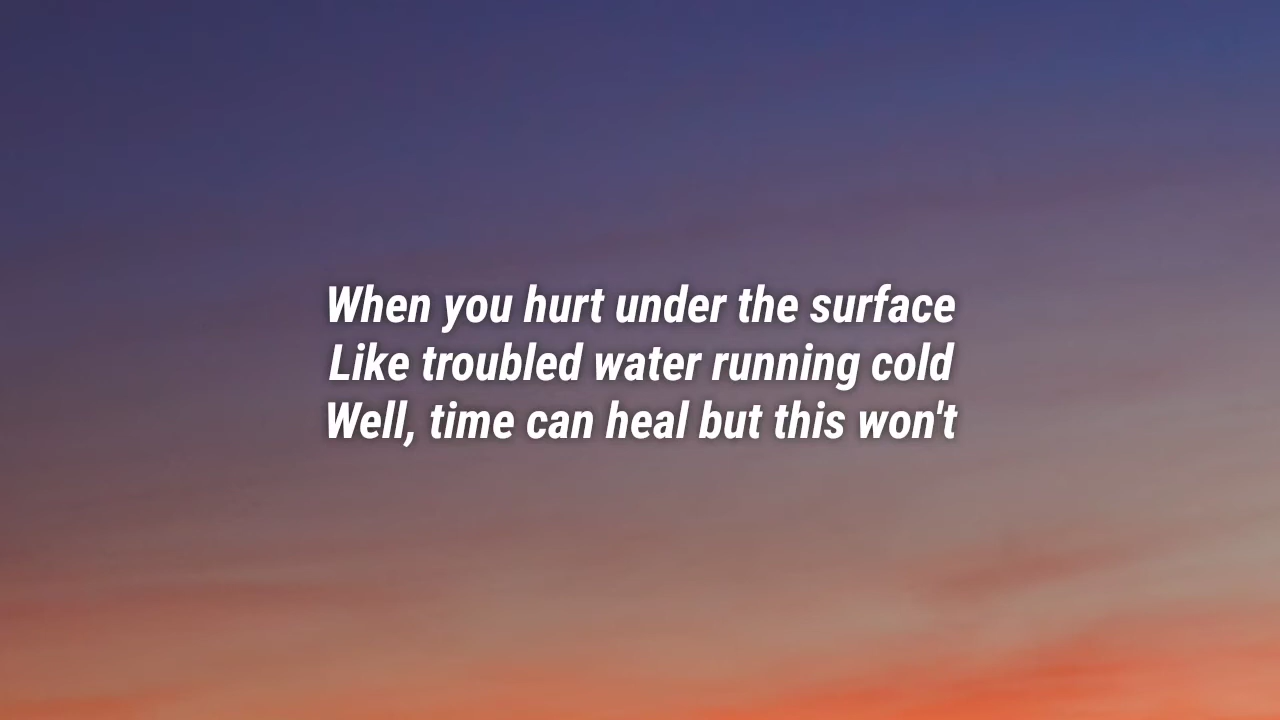 When you hurt under the surface
Like troubled water running cold
Well, time can heal but this won't